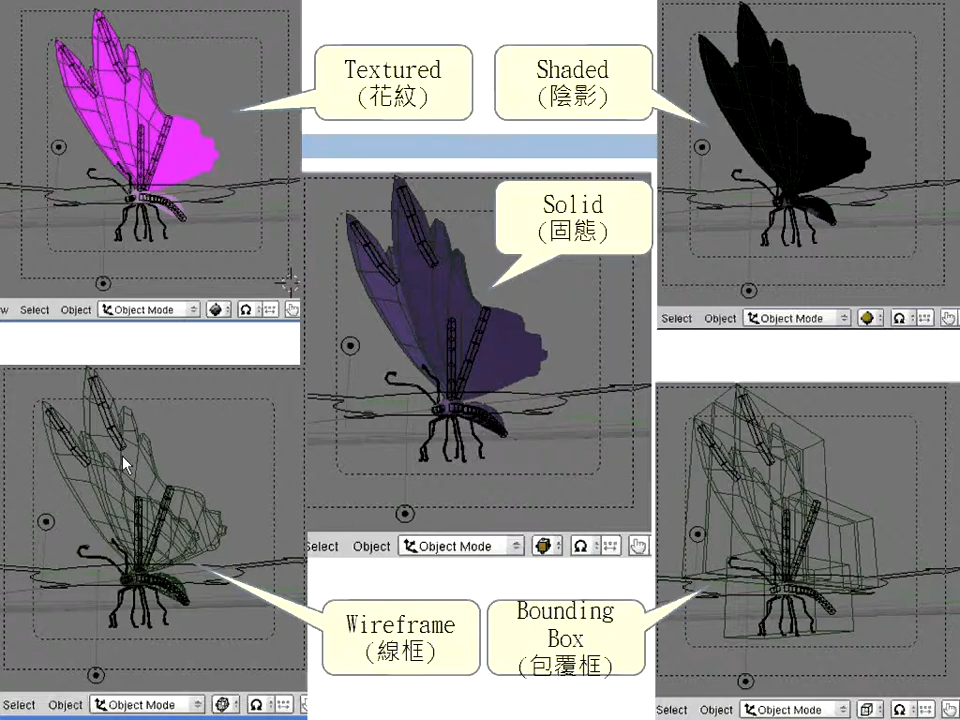 Textured
(花紋)
Shaded
(陰影)
Solid
(固態)
w Select Object Object Mode
Select Object Object Mode
Select Object Object Mode
Wireframe
(線框)
Bounding
Box
(包覆框)
Select Object Object Mode
Select Object Object Mode